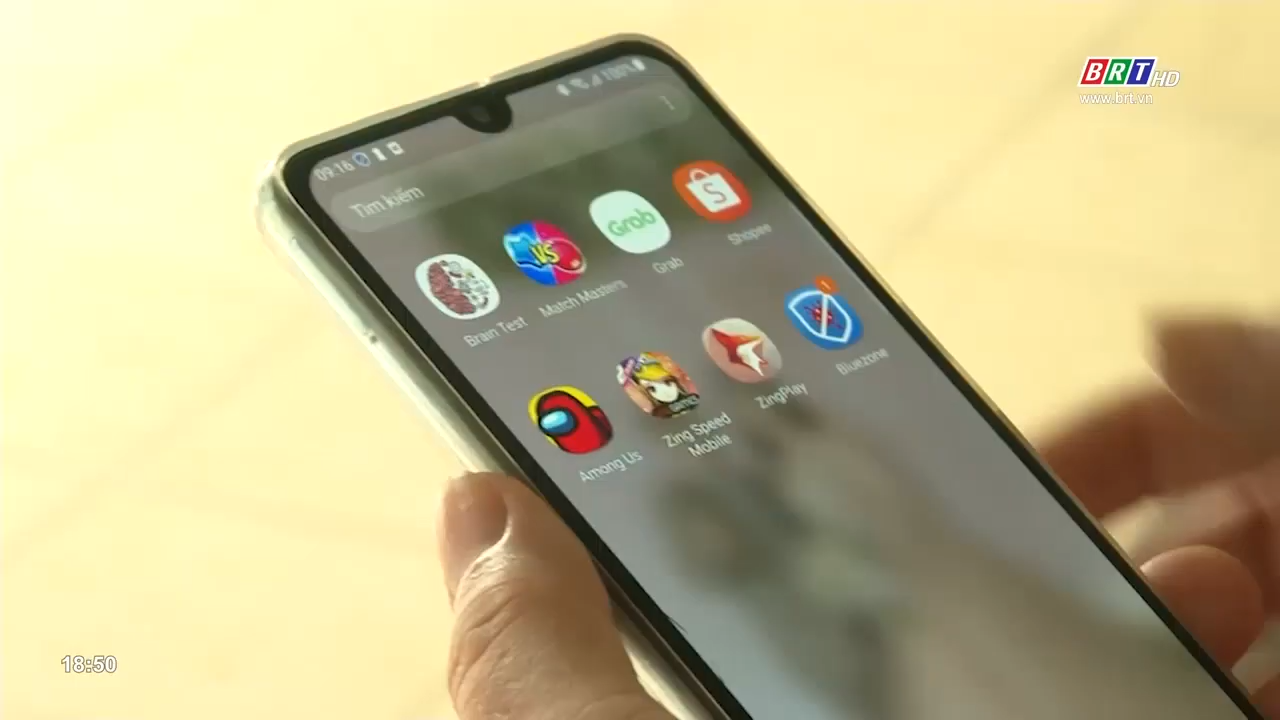 BRT HD
www.brt.vn
09:16
100%
Tìm kiếm
VS
Grab
S
Brain Test
Match Masters
Grab
Shopee
Among Us
Zing Speed
Mobile
ZingPlay
Bluezone
18:50